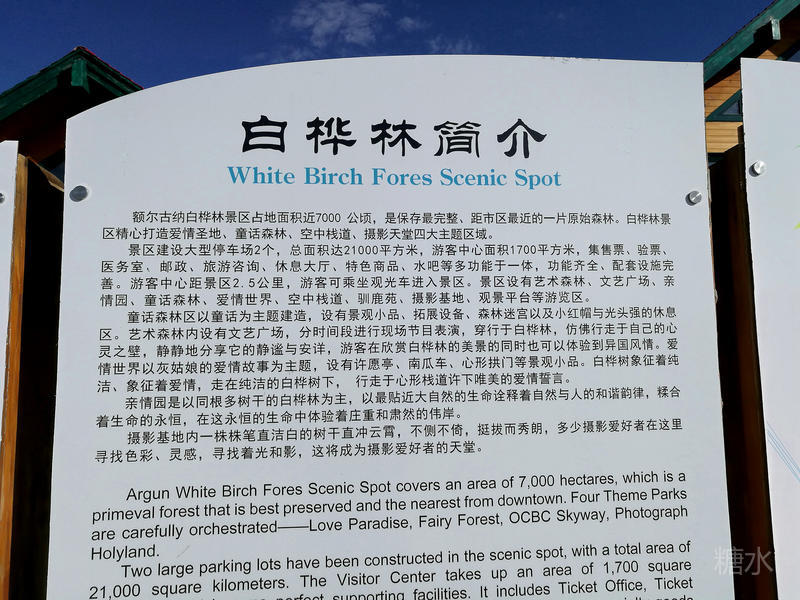 白桦林简介
White Birch Fores Scenic Spot
额尔古纳白桦林景区占地面积近7000 公顷，是保存最完整、距市区最近的一片原始森林。白桦林景
区精心打造爱情圣地、童话森林、空中栈道、摄影天堂四大主题区域。
景区建设大型停车场2个，总面积达21000平方米，游客中心面积1700平方米，集售票、验票、
医务室、邮政、旅游咨询、休息大厅、特色商品、水吧等多功能于一体，功能齐全、配套设施完
善。游客中心距景区2.5公里，游客可乘坐观光车进入景区。景区设有艺术森林、文艺广场、亲
情园、童话森林、爱情世界、空中栈道、驯鹿苑、摄影基地、观景平台等游览区。
童话森林区以童话为主题建造，设有景观小品、拓展设备、森林迷宫以及小红帽与光头强的休息
区。艺术森林内设有文艺广场，分时间段进行现场节目表演，穿行于白桦林，仿佛行走于自己的心
灵之壁，静静地分享它的静谧与安详，游客在欣赏白桦林的美景的同时也可以体验到异国风情。爱
情世界以灰姑娘的爱情故事为主题，设有许愿亭、南瓜车、心形拱门等景观小品。白桦树象征着纯
洁、象征着爱情，走在纯洁的白桦树下， 行走于心形栈道许下唯美的爱情誓言。
亲情园是以同根多树干的白桦林为主，以最贴近大自然的生命诠释着自然与人的和谐韵律，糅合
着生命的永恒，在这永恒的生命中体验着庄重和肃然的伟岸。
摄影基地内一株株笔直洁白的树干直冲云霄，不侧不倚，挺拔而秀朗，多少摄影爱好者在这里
寻找色彩、灵感，寻找着光和影，这将成为摄影爱好者的天堂。
Argun White Birch Fores Scenic Spot covers an area of 7,000 hectares, which is a
primeval forest that is best preserved and the nearest from downtown. Four Theme Parks
are carefully orchestrated——Love Paradise, Fairy Forest, OCBC Skyway, Photograph
Holyland.
Two large parking lots have been constructed in the scenic spot, with a total area of
21,000 square kilometers. The Visitor Center takes up an area of 1,700 square
perfect supporting facilities. It includes Ticket Office, Ticket
糖水